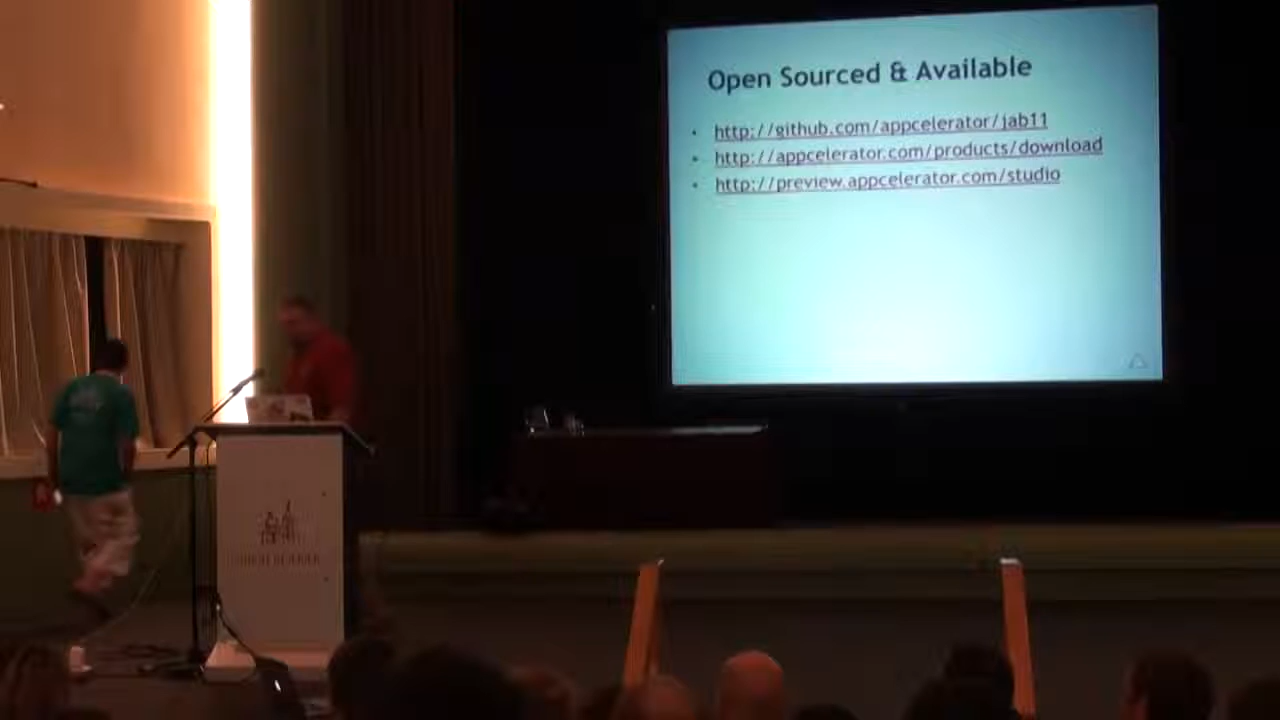 Open Sourced & Available
• http://github.com/appcelerator/jab11
• http://appcelerator.com/products/download
• http://preview.appcelerator.com/studio